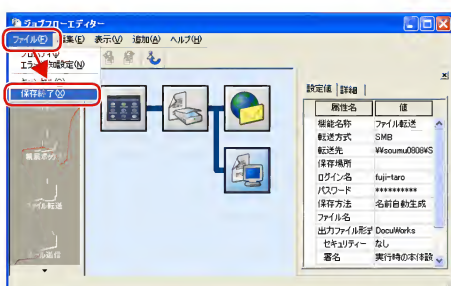 ジョブフローエディター
ファイル(F) 編集(E) 表示(V) 追加(A) ヘルプ(H)
保存終了(X)
設定値 詳細
属性名 値
機能名称 ファイル転送
転送方式 SMB
転送先 ¥¥soumu0808¥S
保存場所
ログイン名 fuji-taro
パスワード **********
保存方法 名前自動生成
ファイル名
出力ファイル形式 DocuWorks
セキュリティー なし
署名 実行時の本体設
ファイル転送
メール送信